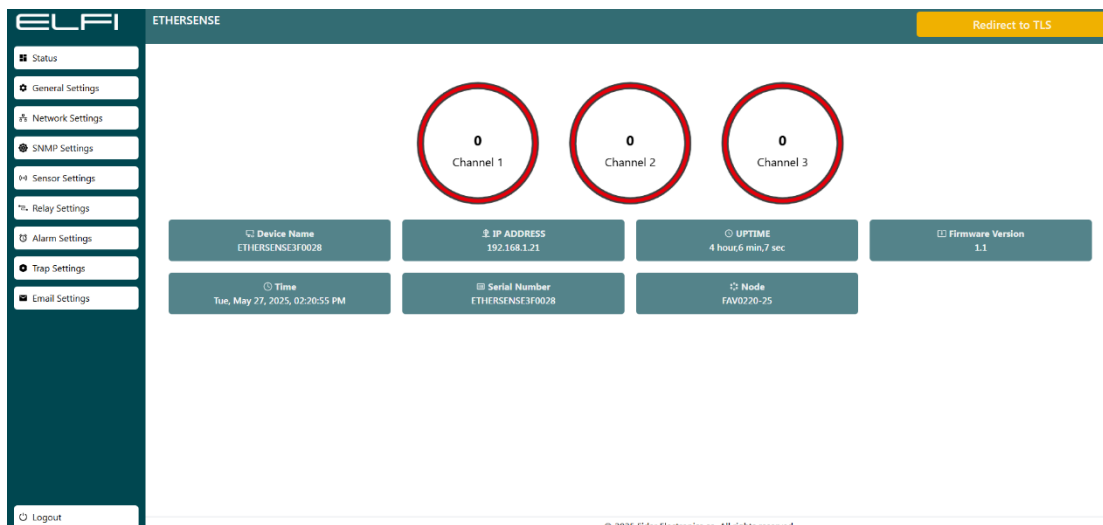 ELFI
ETHERSENSE
Redirect to TLS
Status
General Settings
Network Settings
SNMP Settings
Sensor Settings
Relay Settings
Alarm Settings
Trap Settings
Email Settings
Logout
0
Channel 1
0
Channel 2
0
Channel 3
Device Name
ETHERSENSE3F0028
IP ADDRESS
192.168.1.21
UPTIME
4 hour,6 min,7 sec
Firmware Version
1.1
Time
Tue, May 27, 2025, 02:20:55 PM
Serial Number
ETHERSENSE3F0028
Node
FAV0220-25